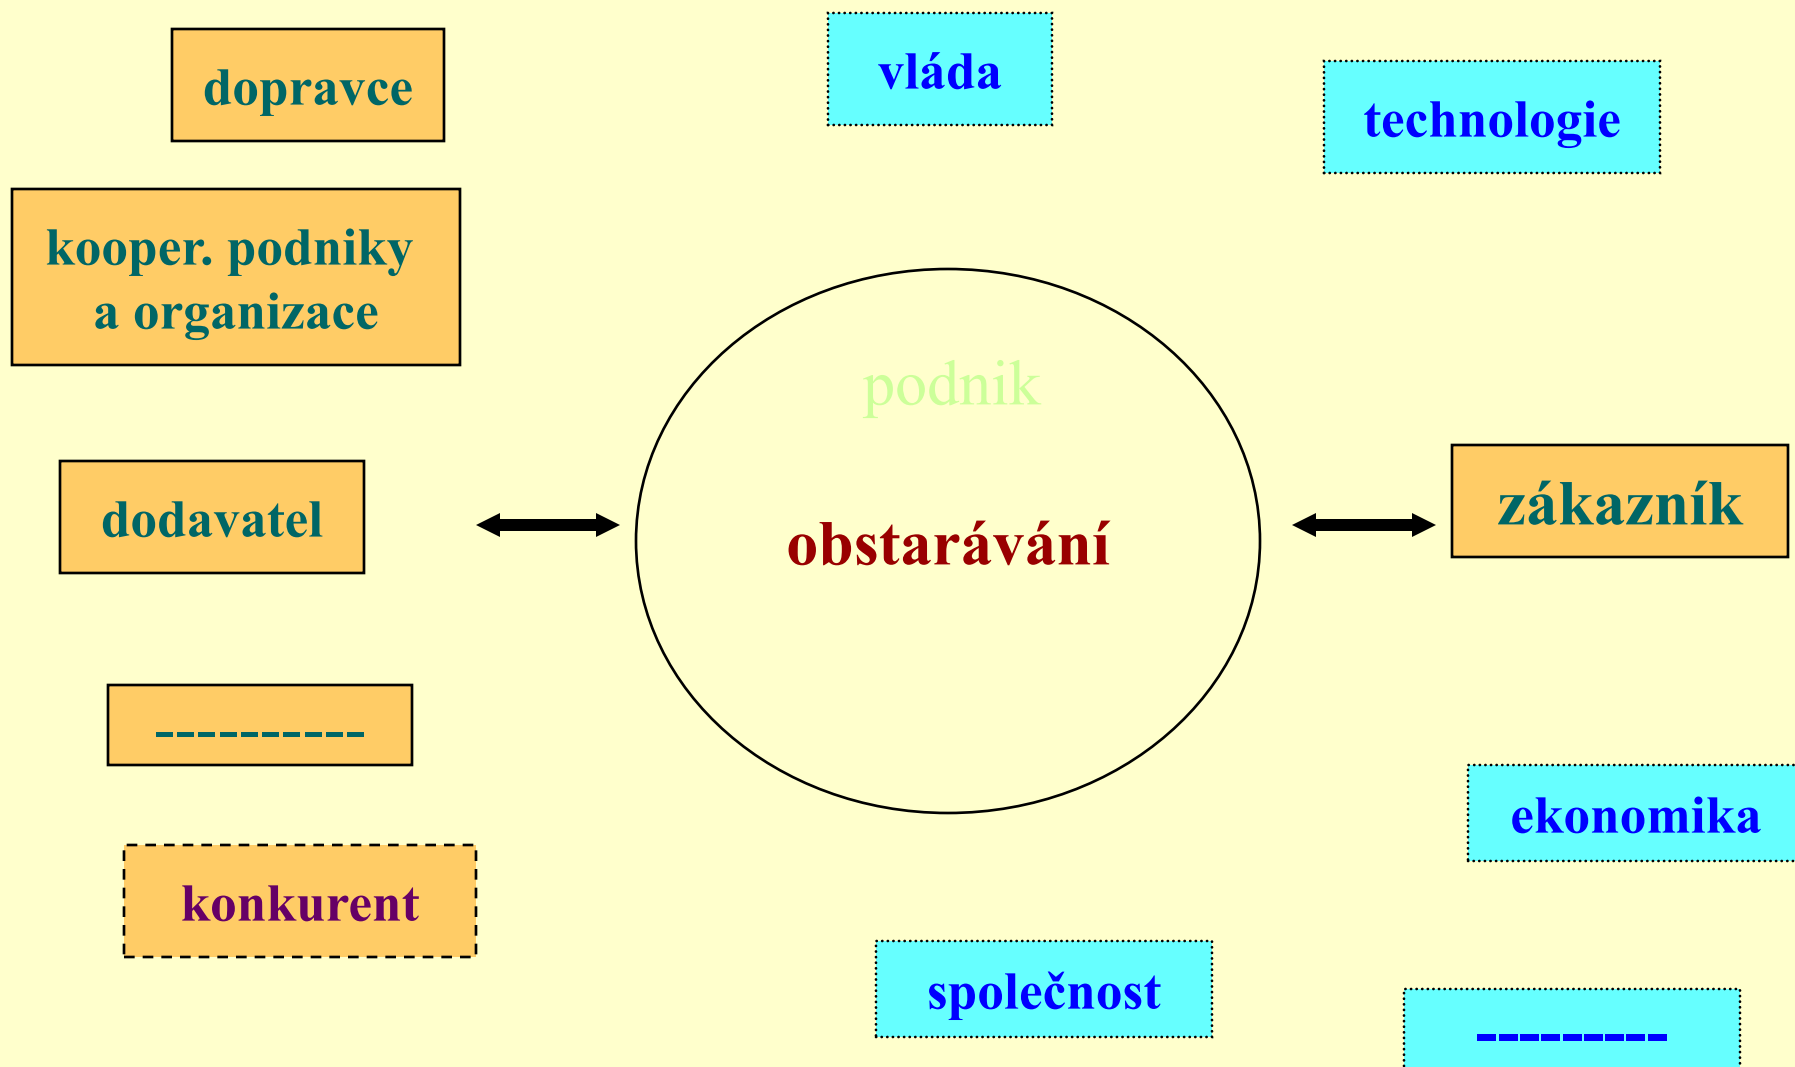 dopravce
vláda
technologie
kooper. podniky
a organizace
podnik
dodavatel
obstarávání
zákazník
----------
ekonomika
konkurent
společnost
---------